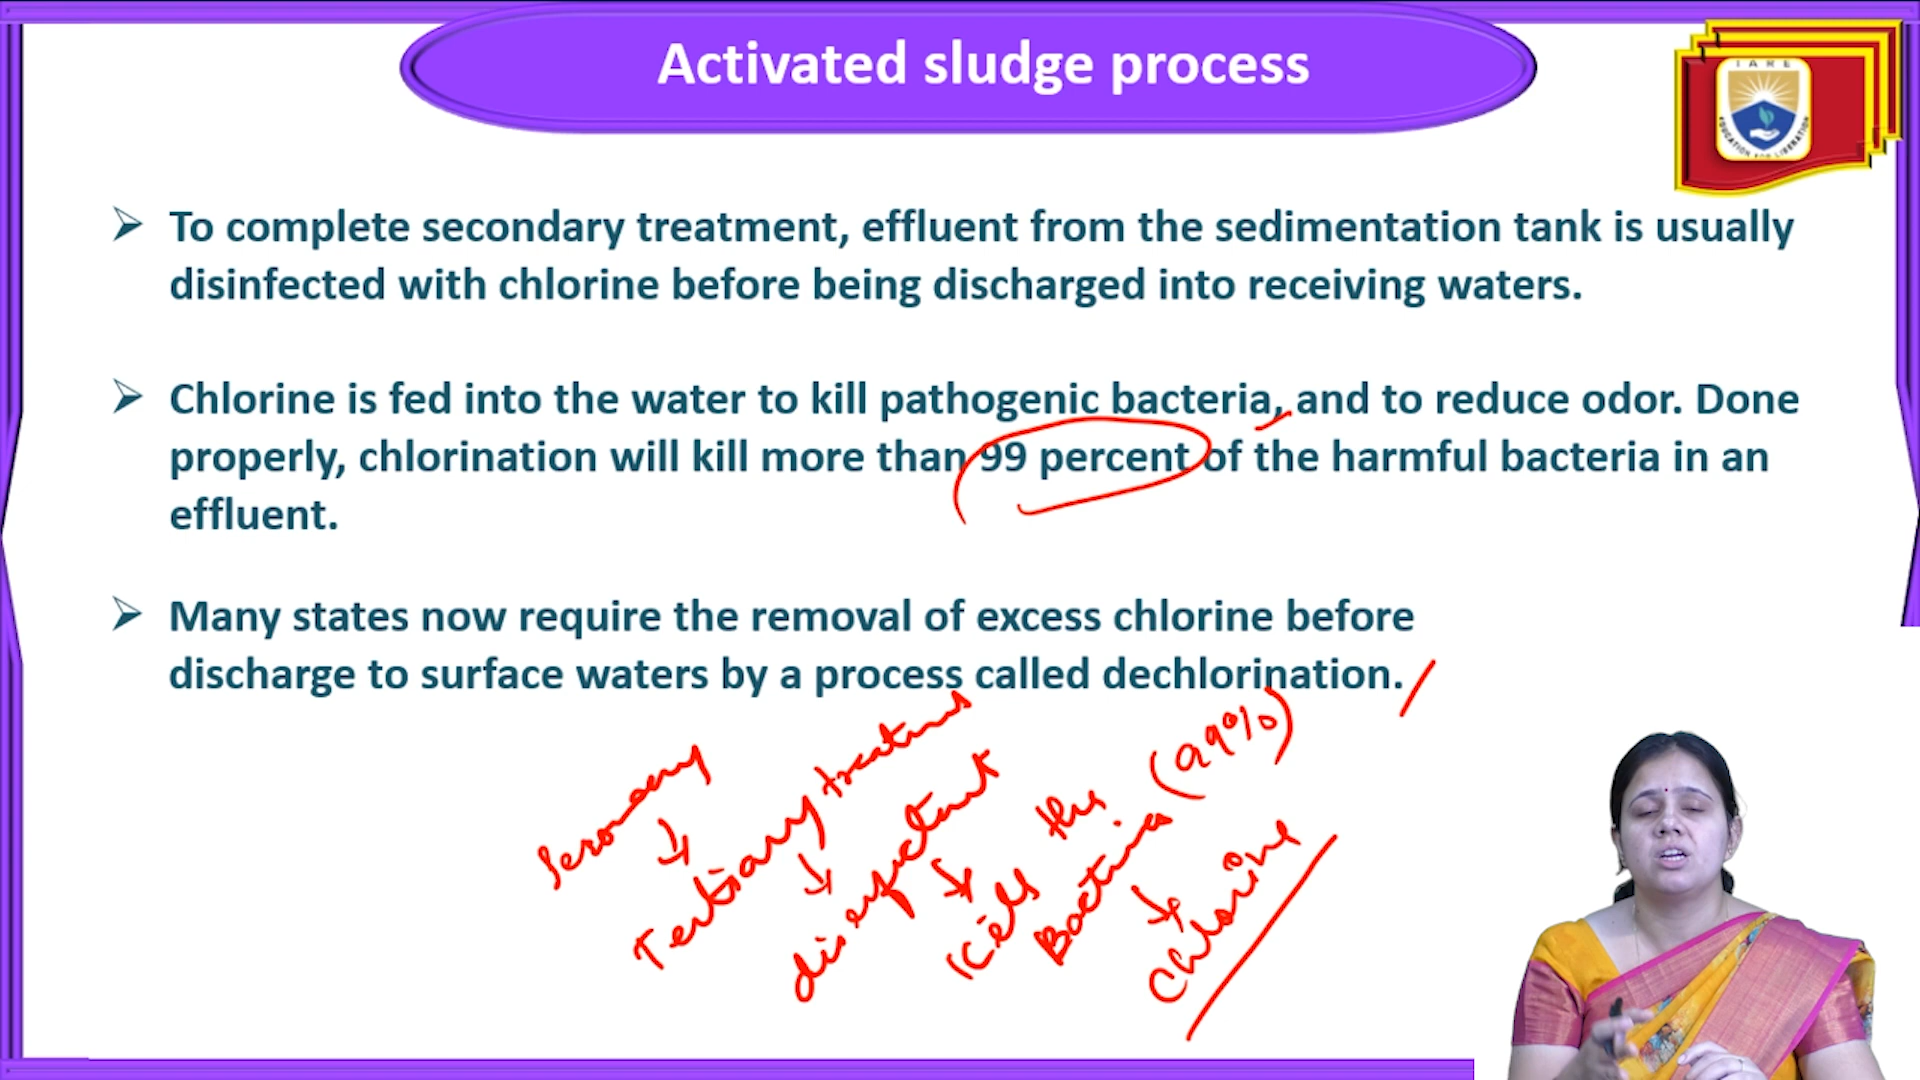 Activated sludge process
IARE
EDUCATION FOR LIBERATION
➢ To complete secondary treatment, effluent from the sedimentation tank is usually
disinfected with chlorine before being discharged into receiving waters.
➢ Chlorine is fed into the water to kill pathogenic bacteria, and to reduce odor. Done
properly, chlorination will kill more than 99 percent of the harmful bacteria in an
effluent.
➢ Many states now require the removal of excess chlorine before
discharge to surface waters by a process called dechlorination.
↓
Tertiary
↓
↓
Kills the
Bacteria (99%)
↓
Chlorine